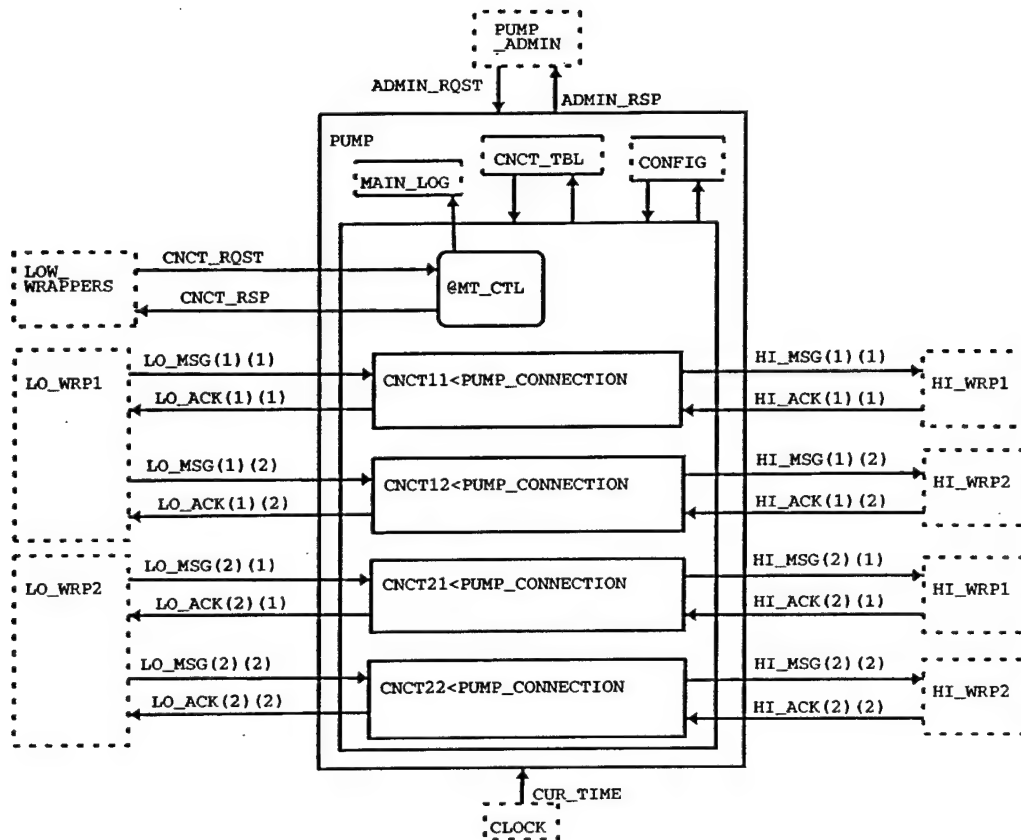 PUMP
_ADMIN
ADMIN_RQST
ADMIN_RSP
PUMP
CNCT_TBL
CONFIG
MAIN_LOG
LOW_
WRAPPERS
CNCT_RQST
@MT_CTL
CNCT_RSP
LO_WRP1
LO_MSG(1)(1)
CNCT11<PUMP_CONNECTION
HI_MSG(1)(1)
HI_WRP1
LO_ACK(1)(1)
HI_ACK(1)(1)
LO_MSG(1)(2)
CNCT12<PUMP_CONNECTION
HI_MSG(1)(2)
HI_WRP2
LO_ACK(1)(2)
HI_ACK(1)(2)
LO_WRP2
LO_MSG(2)(1)
CNCT21<PUMP_CONNECTION
HI_MSG(2)(1)
HI_WRP1
LO_ACK(2)(1)
HI_ACK(2)(1)
LO_MSG(2)(2)
CNCT22<PUMP_CONNECTION
HI_MSG(2)(2)
HI_WRP2
LO_ACK(2)(2)
HI_ACK(2)(2)
CUR_TIME
CLOCK